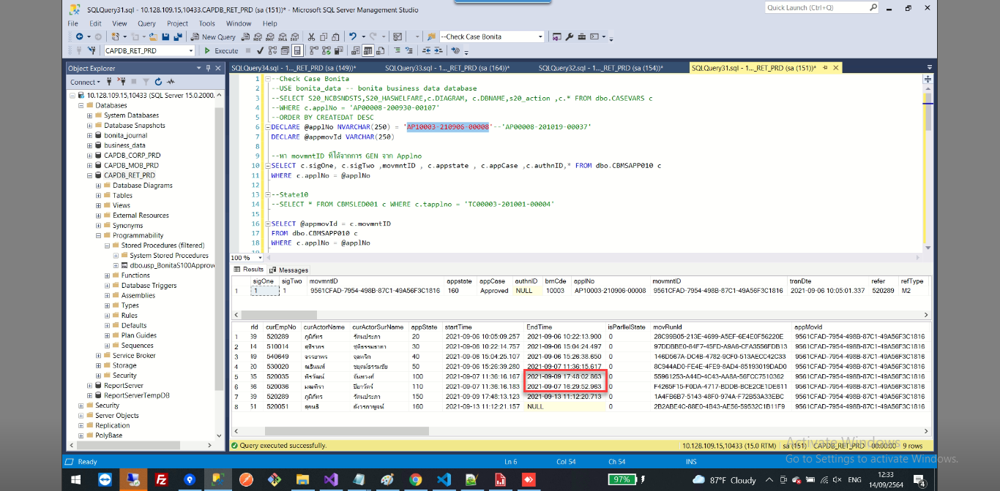 SQLQuery31.sql - 10.128.109.15,10433.CAPDB_RET_PRD (sa (151))* - Microsoft SQL Server Management Studio
Quick Launch (Ctrl+Q)
File Edit View Query Project Tools Window Help
New Query --Check Case Bonita
CAPDB_RET_PRD Execute
Object Explorer
SQLQuery34.sql - 1..._RET_PRD (sa (149))* SQLQuery33.sql - 1..._RET_PRD (sa (164))* SQLQuery32.sql - 1..._RET_PRD (sa (154))* SQLQuery31.sql - 1..._RET_PRD (sa (151))*
Connect
10.128.109.15,10433 (SQL Server 15.0.2000.
Databases
System Databases
Database Snapshots
bonita_journal
business_data
CAPDB_CORP_PRD
CAPDB_MOB_PRD
CAPDB_RET_PRD
Database Diagrams
Tables
Views
External Resources
Synonyms
Programmability
Stored Procedures (filtered)
System Stored Procedures
dbo.usp_BonitaS100Approv
Functions
Database Triggers
Assemblies
Types
Rules
Defaults
Plan Guides
Sequences
Service Broker
Storage
Security
ReportServer
ReportServerTempDB
Security
Server Objects
Replication
PolyBase
1 --Check Case Bonita
2 --USE bonita_data -- bonita business data database
3 --SELECT S20_NCBSNDSTS,S20_HASWELFARE,c.DIAGRAM, c.DBNAME,s20_action ,c.* FROM dbo.CASEVARS c
4 --WHERE c.applNo = 'AP00008-200930-00107'
5 --ORDER BY CREATEDAT DESC
6 DECLARE @applNo NVARCHAR(250) = 'AP10003-210906-00008'--'AP00008-201019-00037'
7 DECLARE @appmovId VARCHAR(250)
8
9 --หา movmntID ที่ได้จากการ GEN จาก Applno
10 SELECT c.sigOne, c.sigTwo ,movmntID , c.appstate , c.appCase ,c.authnID,* FROM dbo.CBMSAPP010 c
11 WHERE c.applNo = @applNo
12
13 --State10
14 --SELECT * FROM CBMSLED001 c WHERE c.tapplno = 'TC00003-201001-00004'
15
16 SELECT @appmovId = c.movmntID
17 FROM dbo.CBMSAPP010 c
18 WHERE c.applNo = @applNo
100 %
Results Messages
sigOne sigTwo movmntID appstate appCase authnID brnCde applNo movmntID tranDte refer refType
1 1 1 9561CFAD-7954-498B-87C1-49A56F3C1816 160 Approved NULL 10003 AP10003-210906-00008 9561CFAD-7954-498B-87C1-49A56F3C1816 2021-09-06 10:05:01.337 520289 M2
rId curEmpNo curActorName curActorSurName appState startTime EndTime isParllelState movRunId appMovId
1 39 520289 ภูมิภัทร รัตนประภา 20 2021-09-06 10:05:09.257 2021-09-06 10:22:13.900 0 28C99B05-213E-4699-A5EF-6E4E0F56220E 9561CFAD-7954-498B-87C1-49A56F3C1816
2 14 510014 30 2021-09-06 10:22:14.757 2021-09-06 15:04:24.497 0 97DDBBE0-84F7-45FD-A9A6-CFA3556FDB13 9561CFAD-7954-498B-87C1-49A56F3C1816
3 49 540649 40 2021-09-06 15:04:25.107 2021-09-06 15:26:38.650 0 146D567A-DC4B-4782-9CF0-513AECC42C33 9561CFAD-7954-498B-87C1-49A56F3C1816
4 20 530020 50 2021-09-06 15:26:39.280 2021-09-07 11:36:15.617 0 8C944AD0-FE4E-4FE9-8AD4-85193019DAD0 9561CFAD-7954-498B-87C1-49A56F3C1816
5 35 520035 100 2021-09-07 11:36:16.167 2021-09-09 17:48:02.863 0 55961253-A44D-4C43-AA8A-56FCC7510362 9561CFAD-7954-498B-87C1-49A56F3C1816
6 36 520036 110 2021-09-07 11:36:16.183 2021-09-07 16:29:52.963 0 F4265F15-F0DA-4717-BDDB-BCE2CE1DE611 9561CFAD-7954-498B-87C1-49A56F3C1816
7 39 520289 ภูมิภัทร รัตนประภา 150 2021-09-09 17:48:13.123 2021-09-13 11:12:20.713 0 1A4FB6B7-5143-48F0-974A-F72B53A33EBC 9561CFAD-7954-498B-87C1-49A56F3C1816
8 51 520051 160 2021-09-13 11:12:21.157 NULL 0 2B2ABE4C-88E0-4B43-AE56-59532C1B11F9 9561CFAD-7954-498B-87C1-49A56F3C1816
Query executed successfully. 10.128.109.15,10433 (15.0 RTM) sa (151) CAPDB_RET_PRD 00:00:00 9 rows
Activate Windows
Go to Settings to activate Windows.
Ready Ln 6 Col 54 Ch 54 INS
97% 87°F Cloudy ENG 12:33
14/09/2564
4